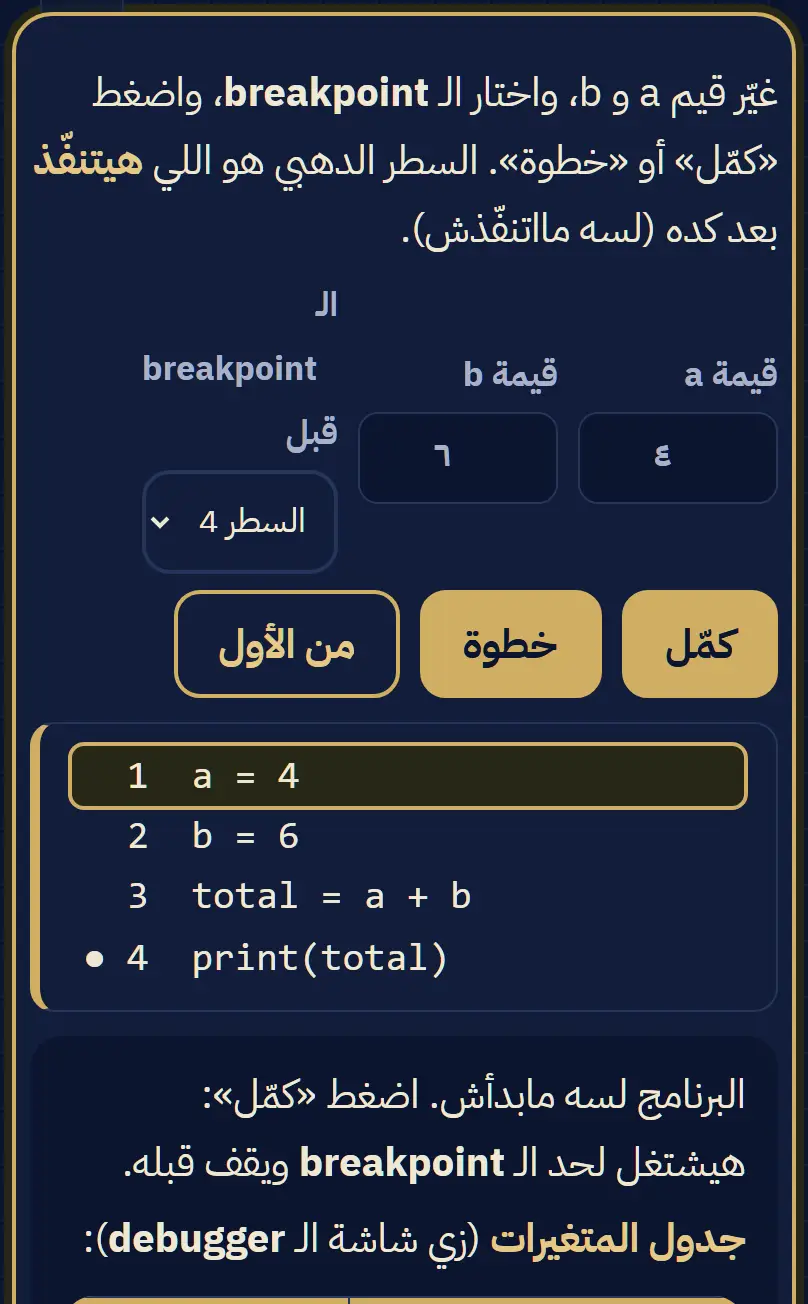 غيّر قيم a و b، واختار الـ breakpoint، واضغط
«كمّل» أو «خطوة». السطر الدهبي هو اللي هيتنفّذ
بعد كده (لسه مااتنفّذش).
قيمة a
٤
قيمة b
٦
الـ
breakpoint
قبل
السطر 4
كمّل
خطوة
من الأول
1 a = 4
2 b = 6
3 total = a + b
● 4 print(total)
البرنامج لسه مابدأش. اضغط «كمّل»:
هيشتغل لحد الـ breakpoint ويقف قبله.
جدول المتغيرات (زي شاشة الـ debugger):